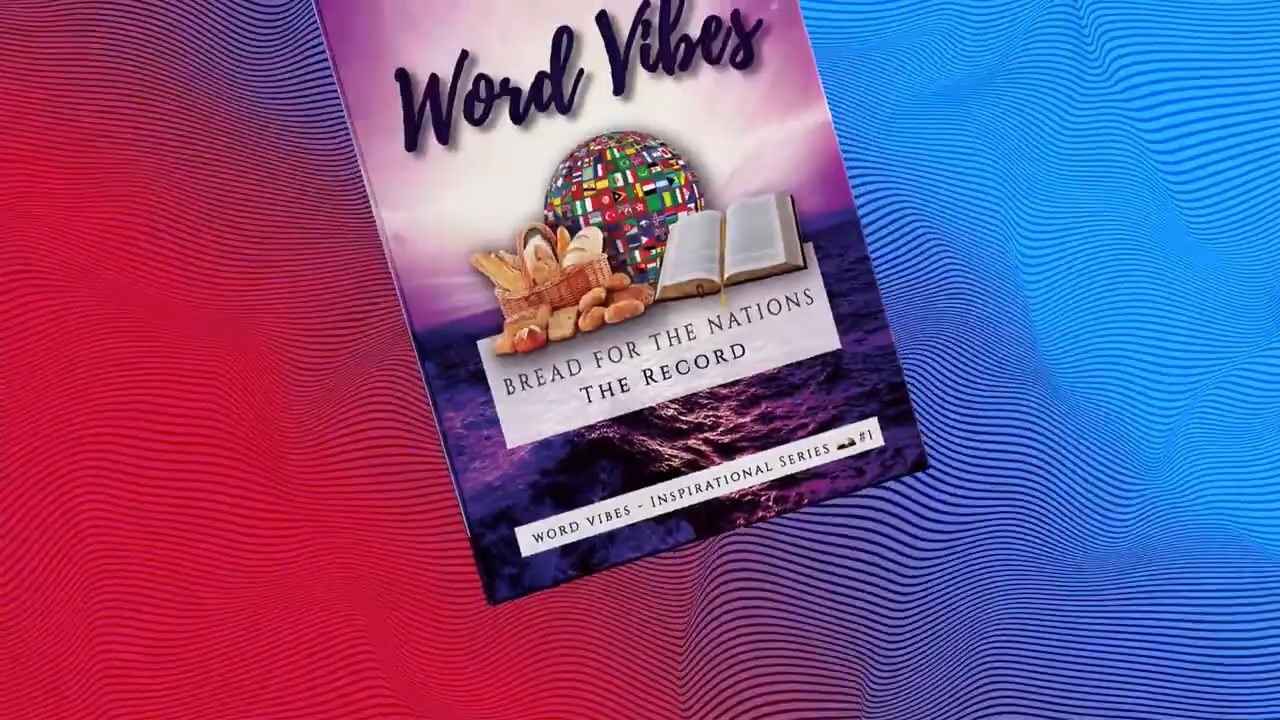 Word Vibes
BREAD FOR THE NATIONS
THE RECORD
WORD VIBES - INSPIRATIONAL SERIES #1